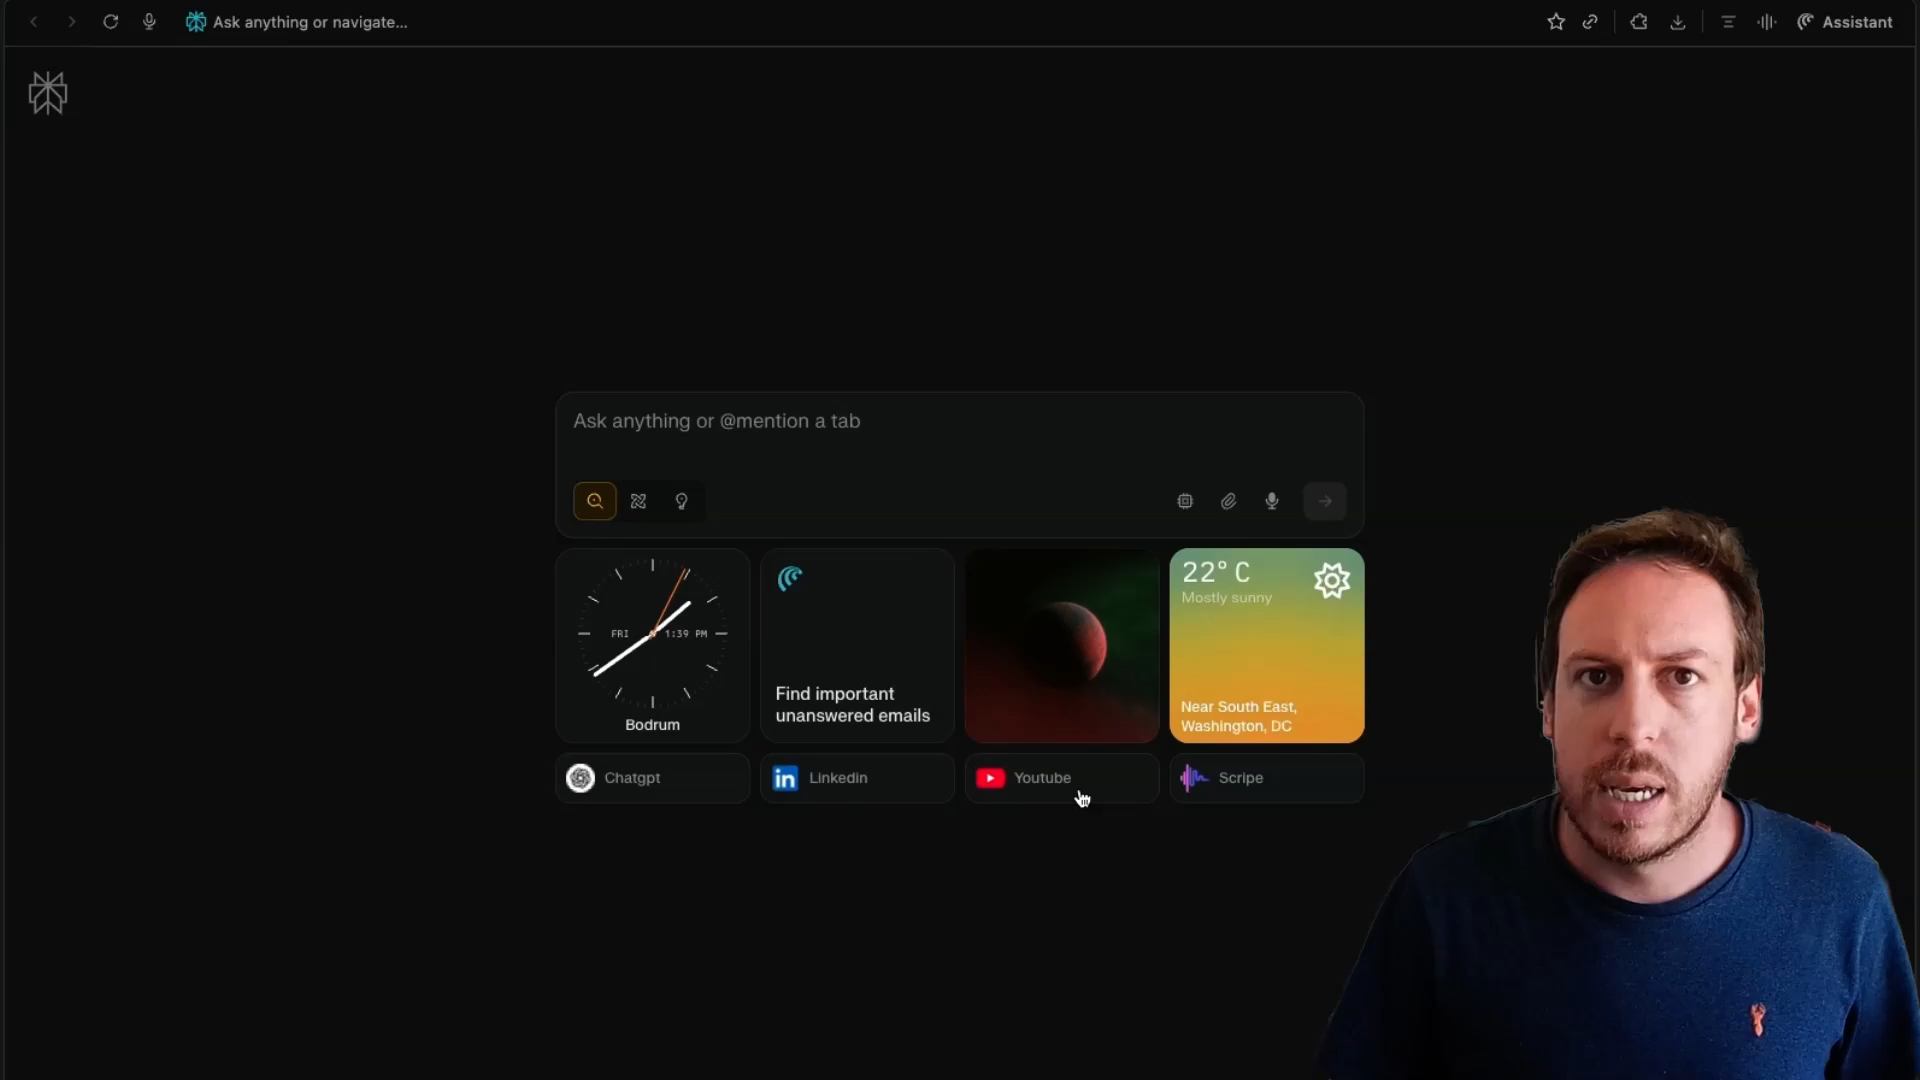 Ask anything or navigate...
Assistant
Ask anything or @mention a tab
FRI 1:39 PM
Bodrum
Find important
unanswered emails
22° C
Mostly sunny
Near South East,
Washington, DC
Chatgpt
Linkedin
Youtube
Scripe